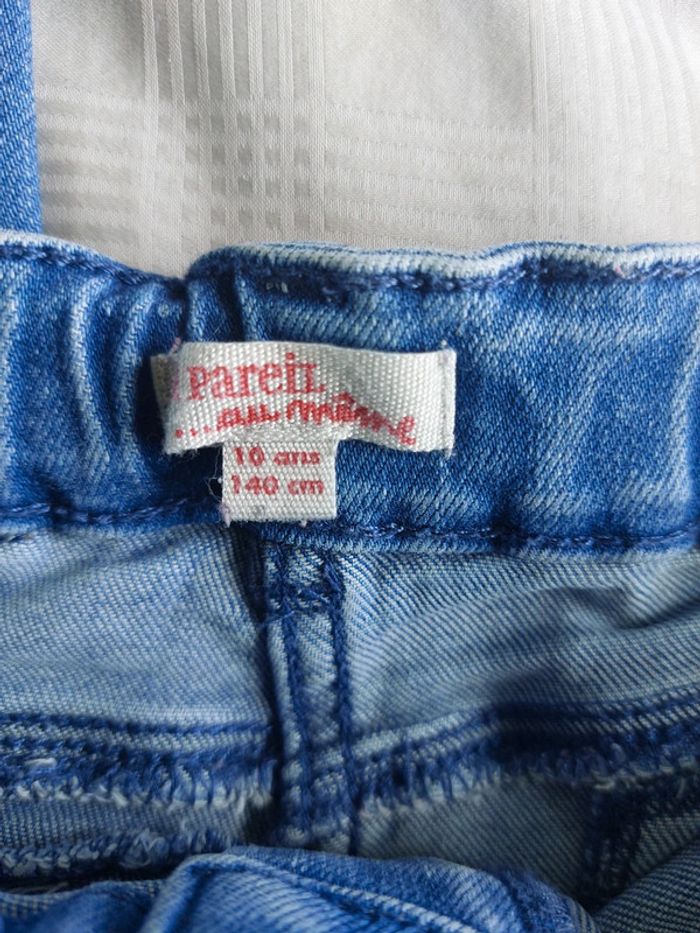 Pareil
...au même
10 ans
140 cm